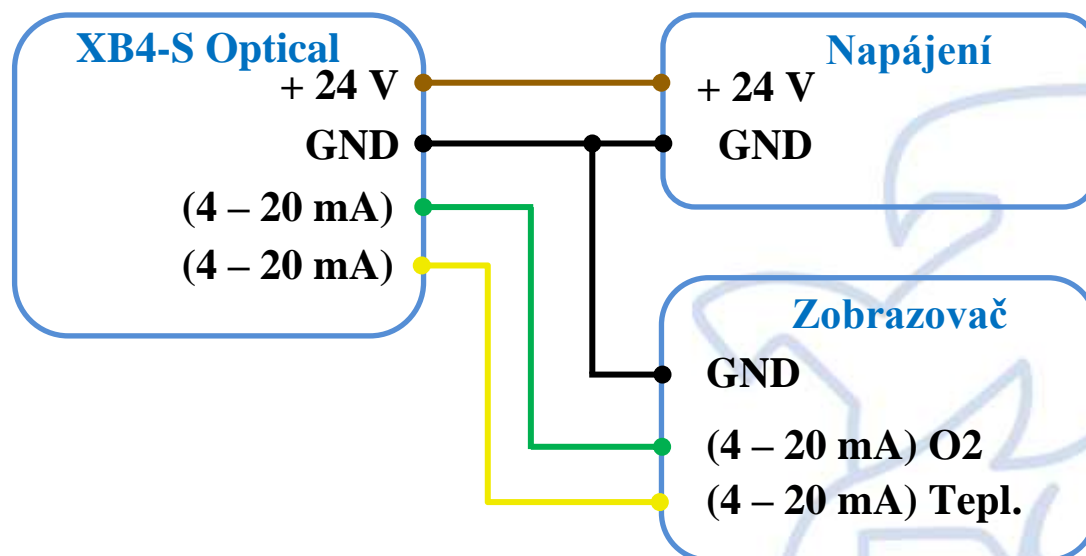 XB4-S Optical
+ 24 V
GND
(4 – 20 mA)
(4 – 20 mA)
Napájení
+ 24 V
GND
Zobrazovač
GND
(4 – 20 mA) O2
(4 – 20 mA) Tepl.